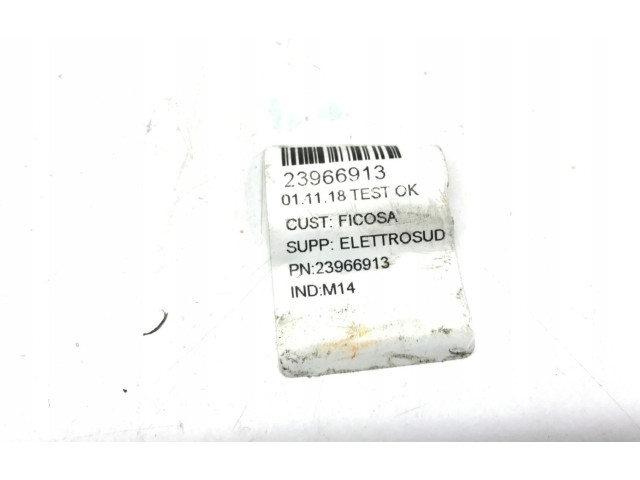 23966913
01.11.18 TEST OK
CUST: FICOSA
SUPP: ELETTROSUD
PN:23966913
IND:M14